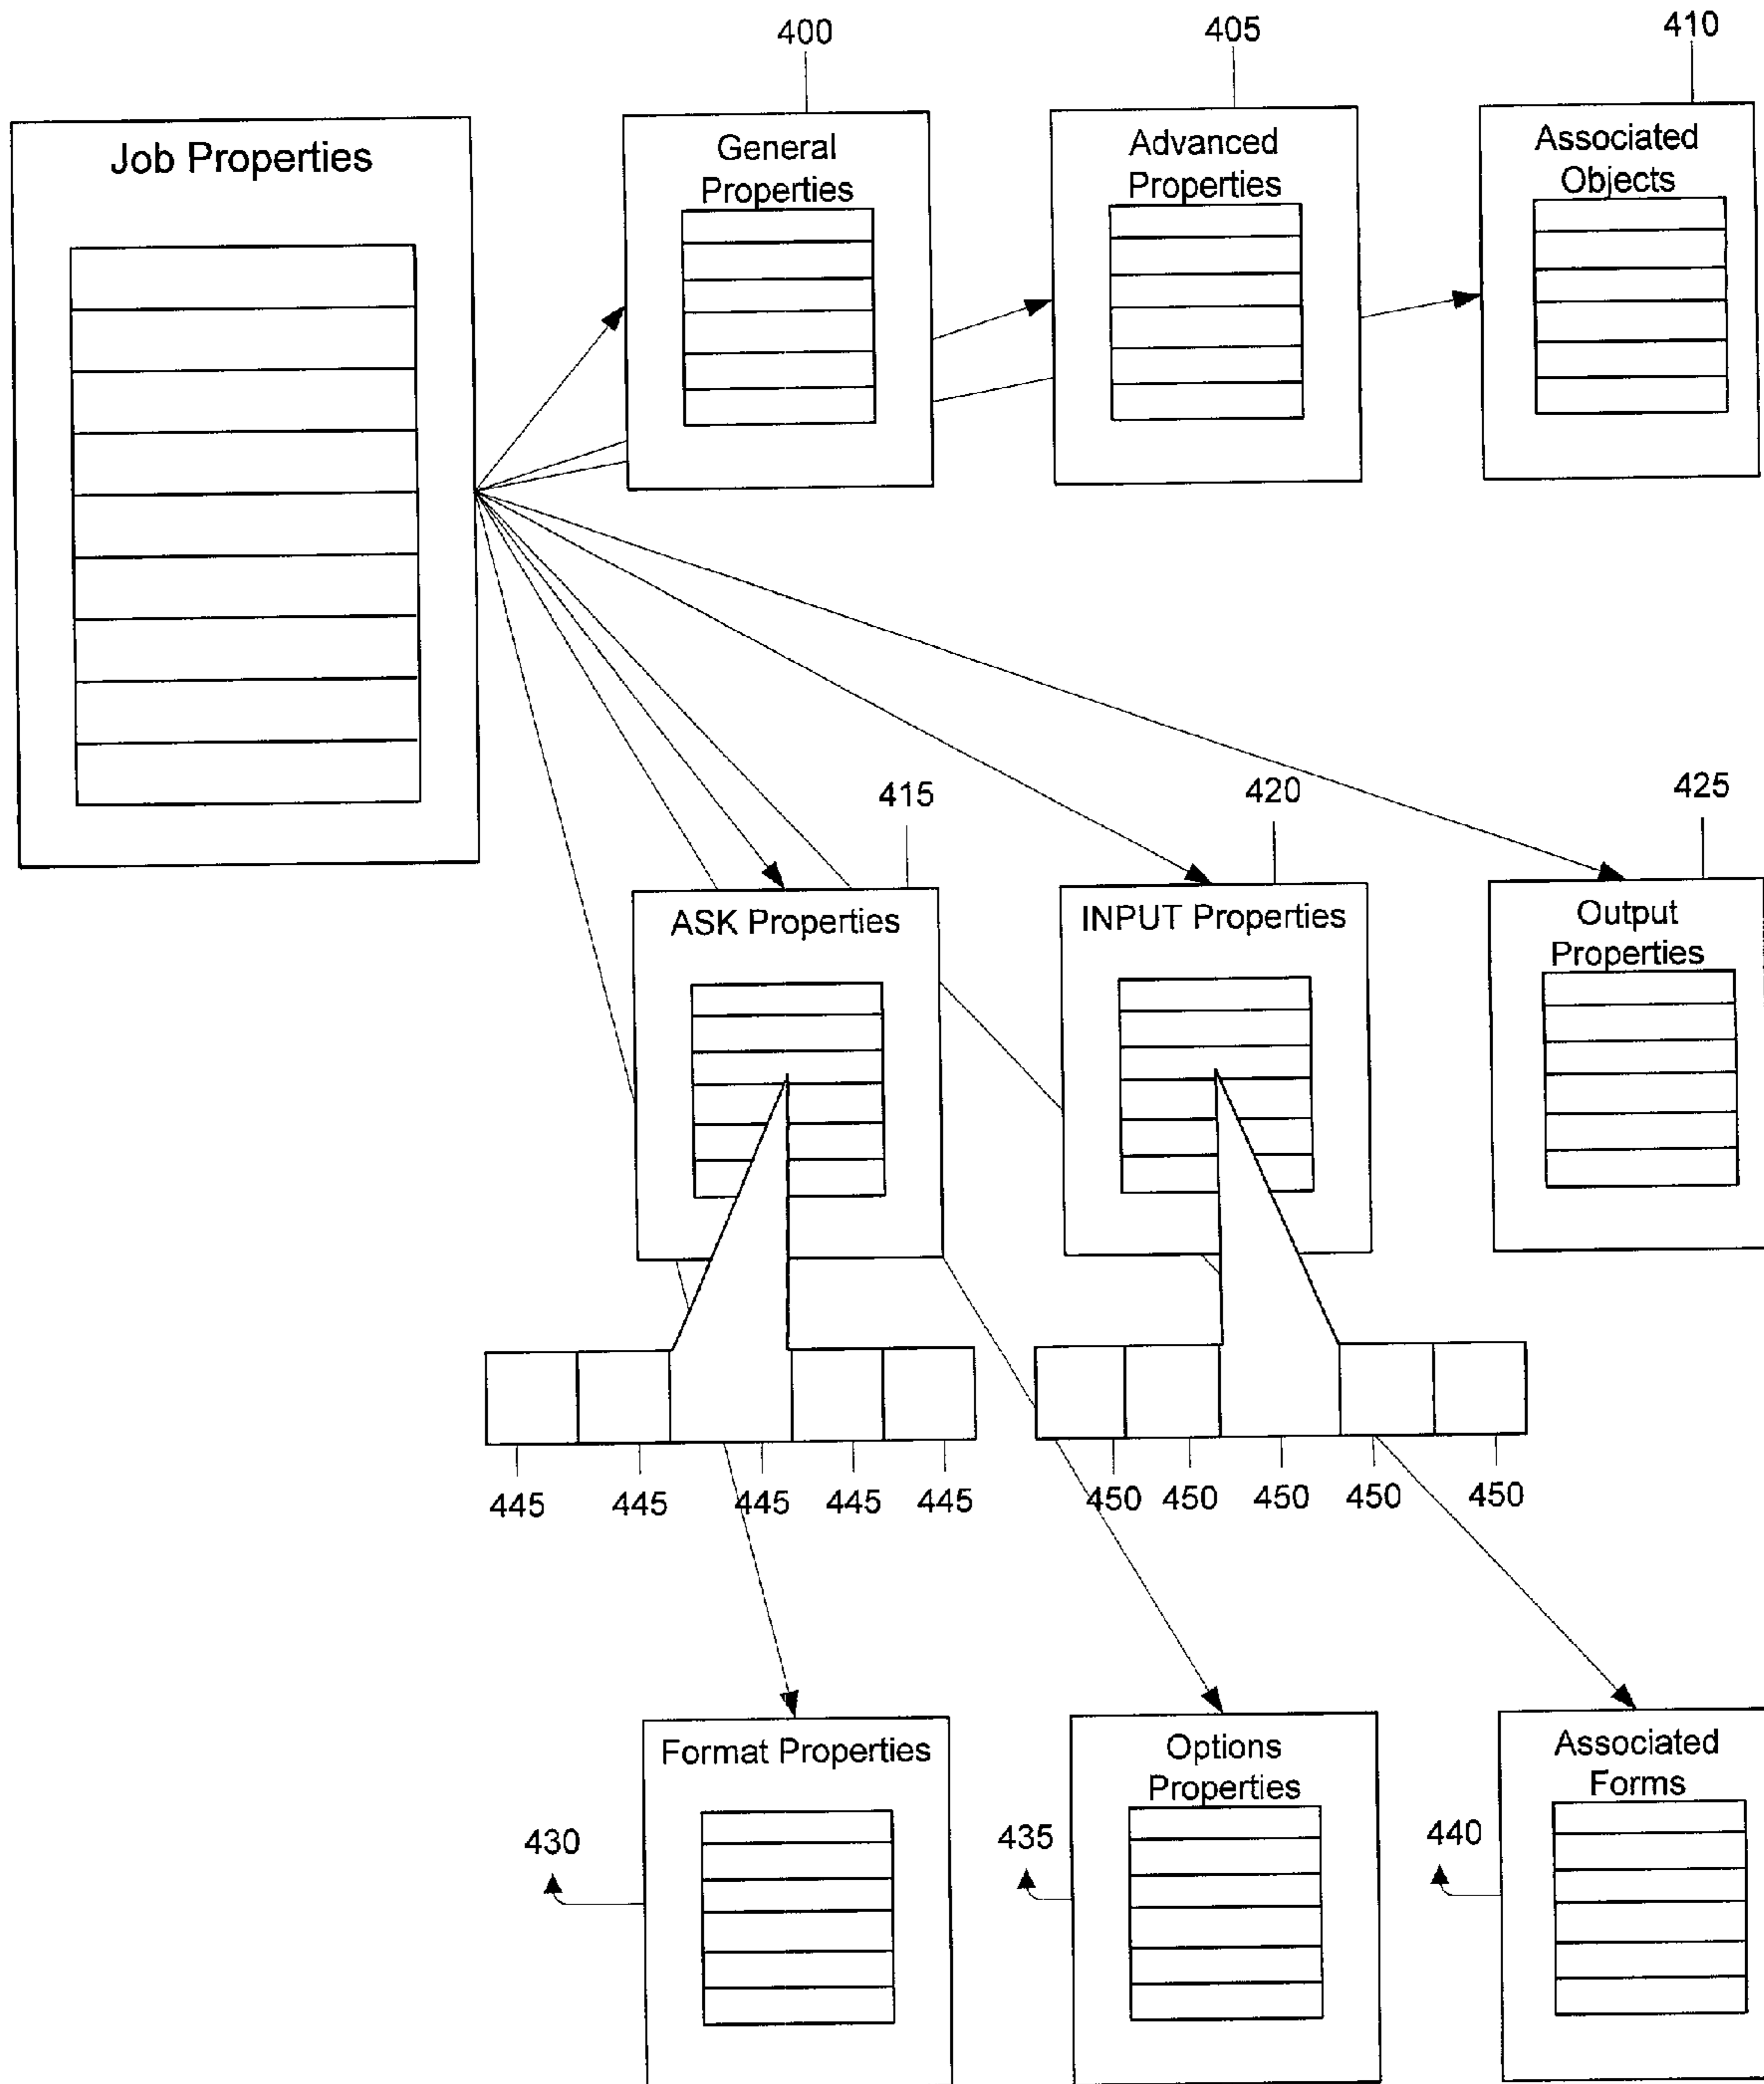 400
405
410
Job Properties
General
Properties
Advanced
Properties
Associated
Objects
415
420
425
ASK Properties
INPUT Properties
Output
Properties
445 445 445 445 445
450 450 450 450 450
Format Properties
Options
Properties
Associated
Forms
430
435
440